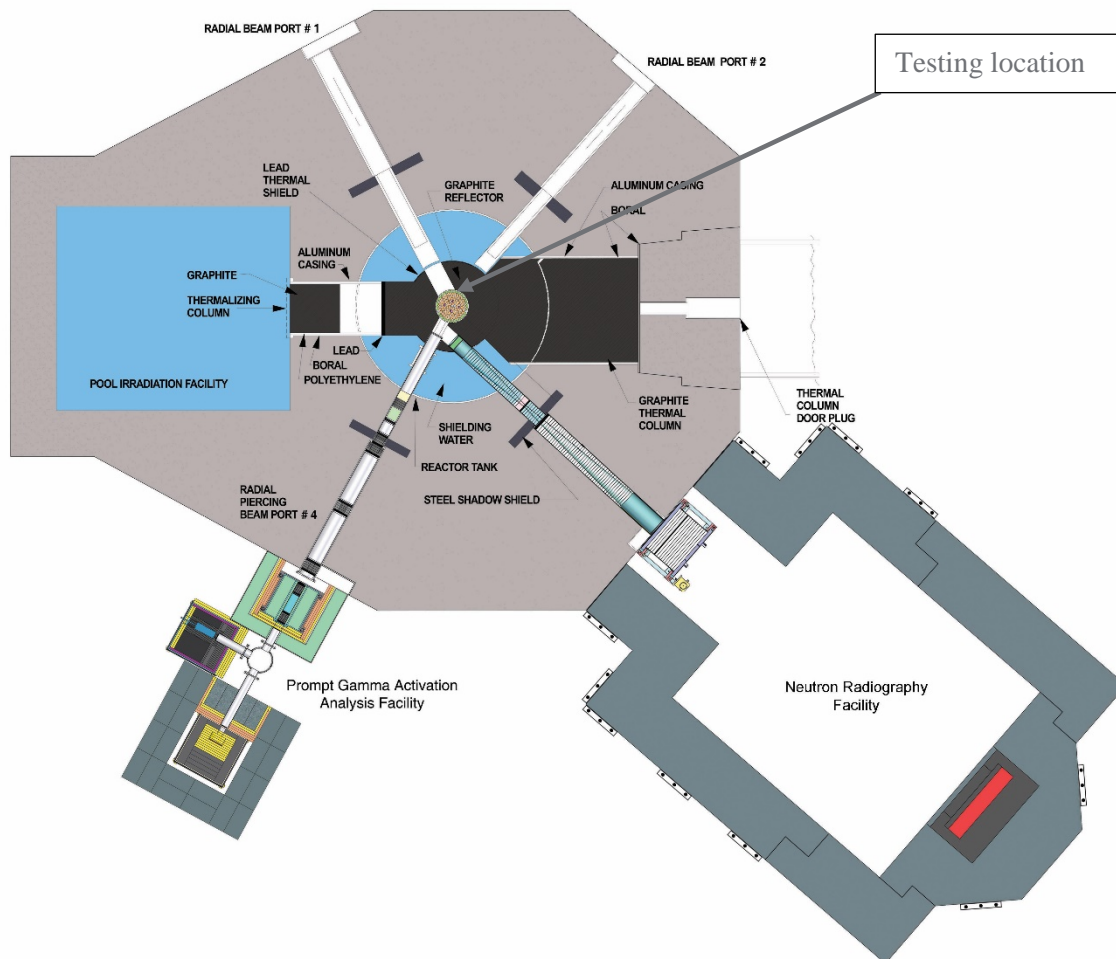 RADIAL BEAM PORT # 1
RADIAL BEAM PORT # 2
Testing location
LEAD
THERMAL
SHIELD
GRAPHITE
REFLECTOR
ALUMINUM CASING
BORAL
ALUMINUM
CASING
GRAPHITE
THERMALIZING
COLUMN
LEAD
BORAL
POLYETHYLENE
POOL IRRADIATION FACILITY
SHIELDING
WATER
REACTOR TANK
GRAPHITE
THERMAL
COLUMN
THERMAL
COLUMN
DOOR PLUG
STEEL SHADOW SHIELD
RADIAL
PIERCING
BEAM PORT # 4
Prompt Gamma Activation
Analysis Facility
Neutron Radiography
Facility